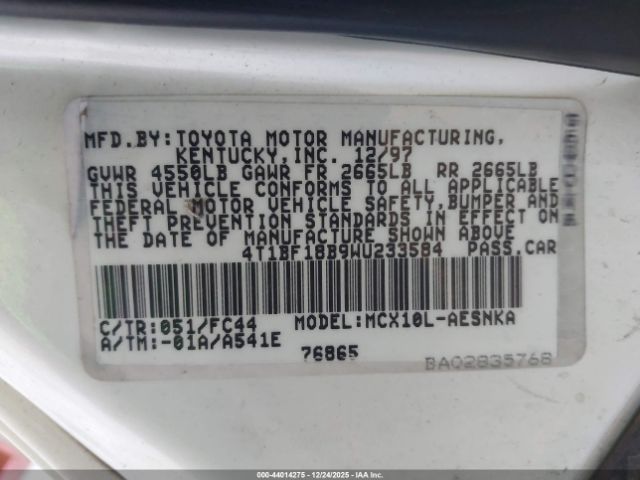 MFD.BY:TOYOTA MOTOR MANUFACTURING,
KENTUCKY,INC. 12/97
GVWR 4550LB GAWR FR 2665LB RR 2665LB
THIS VEHICLE CONFORMS TO ALL APPLICABLE
FEDERAL MOTOR VEHICLE SAFETY,BUMPER AND
THEFT PREVENTION STANDARDS IN EFFECT ON
THE DATE OF MANUFACTURE SHOWN ABOVE
4T1BF18B9WU233584 PASS.CAR
C/TR:051/FC44 MODEL:MCX10L-AESNKA
A/TM:-01A/A541E
76865
BAO2835768
000-44014275 - 12/24/2025 - IAAI.COM